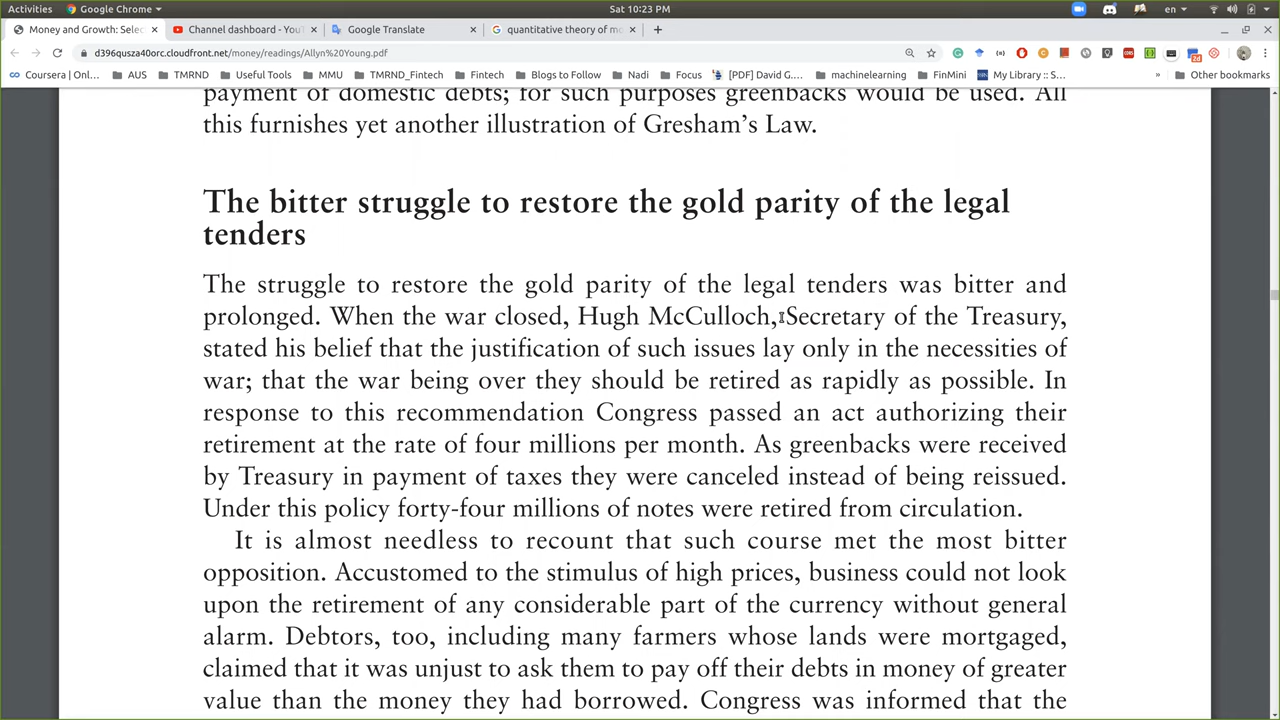 Activities
Google Chrome
Sat 10:23 PM
en
Money and Growth: Selec
Channel dashboard - YouT
Google Translate
quantitative theory of mo
d396qusza40orc.cloudfront.net/money/readings/Allyn%20Young.pdf
2d
Coursera | Onl...
AUS
TMRND
Useful Tools
MMU
TMRND_Fintech
Fintech
Blogs to Follow
Nadi
Focus
[PDF] David G....
machinelearning
FinMini
My Library :: S...
»
Other bookmarks
payment of domestic debts; for such purposes greenbacks would be used. All
this furnishes yet another illustration of Gresham’s Law.
The bitter struggle to restore the gold parity of the legal
tenders
The struggle to restore the gold parity of the legal tenders was bitter and
prolonged. When the war closed, Hugh McCulloch, Secretary of the Treasury,
stated his belief that the justification of such issues lay only in the necessities of
war; that the war being over they should be retired as rapidly as possible. In
response to this recommendation Congress passed an act authorizing their
retirement at the rate of four millions per month. As greenbacks were received
by Treasury in payment of taxes they were canceled instead of being reissued.
Under this policy forty-four millions of notes were retired from circulation.
It is almost needless to recount that such course met the most bitter
opposition. Accustomed to the stimulus of high prices, business could not look
upon the retirement of any considerable part of the currency without general
alarm. Debtors, too, including many farmers whose lands were mortgaged,
claimed that it was unjust to ask them to pay off their debts in money of greater
value than the money they had borrowed. Congress was informed that the